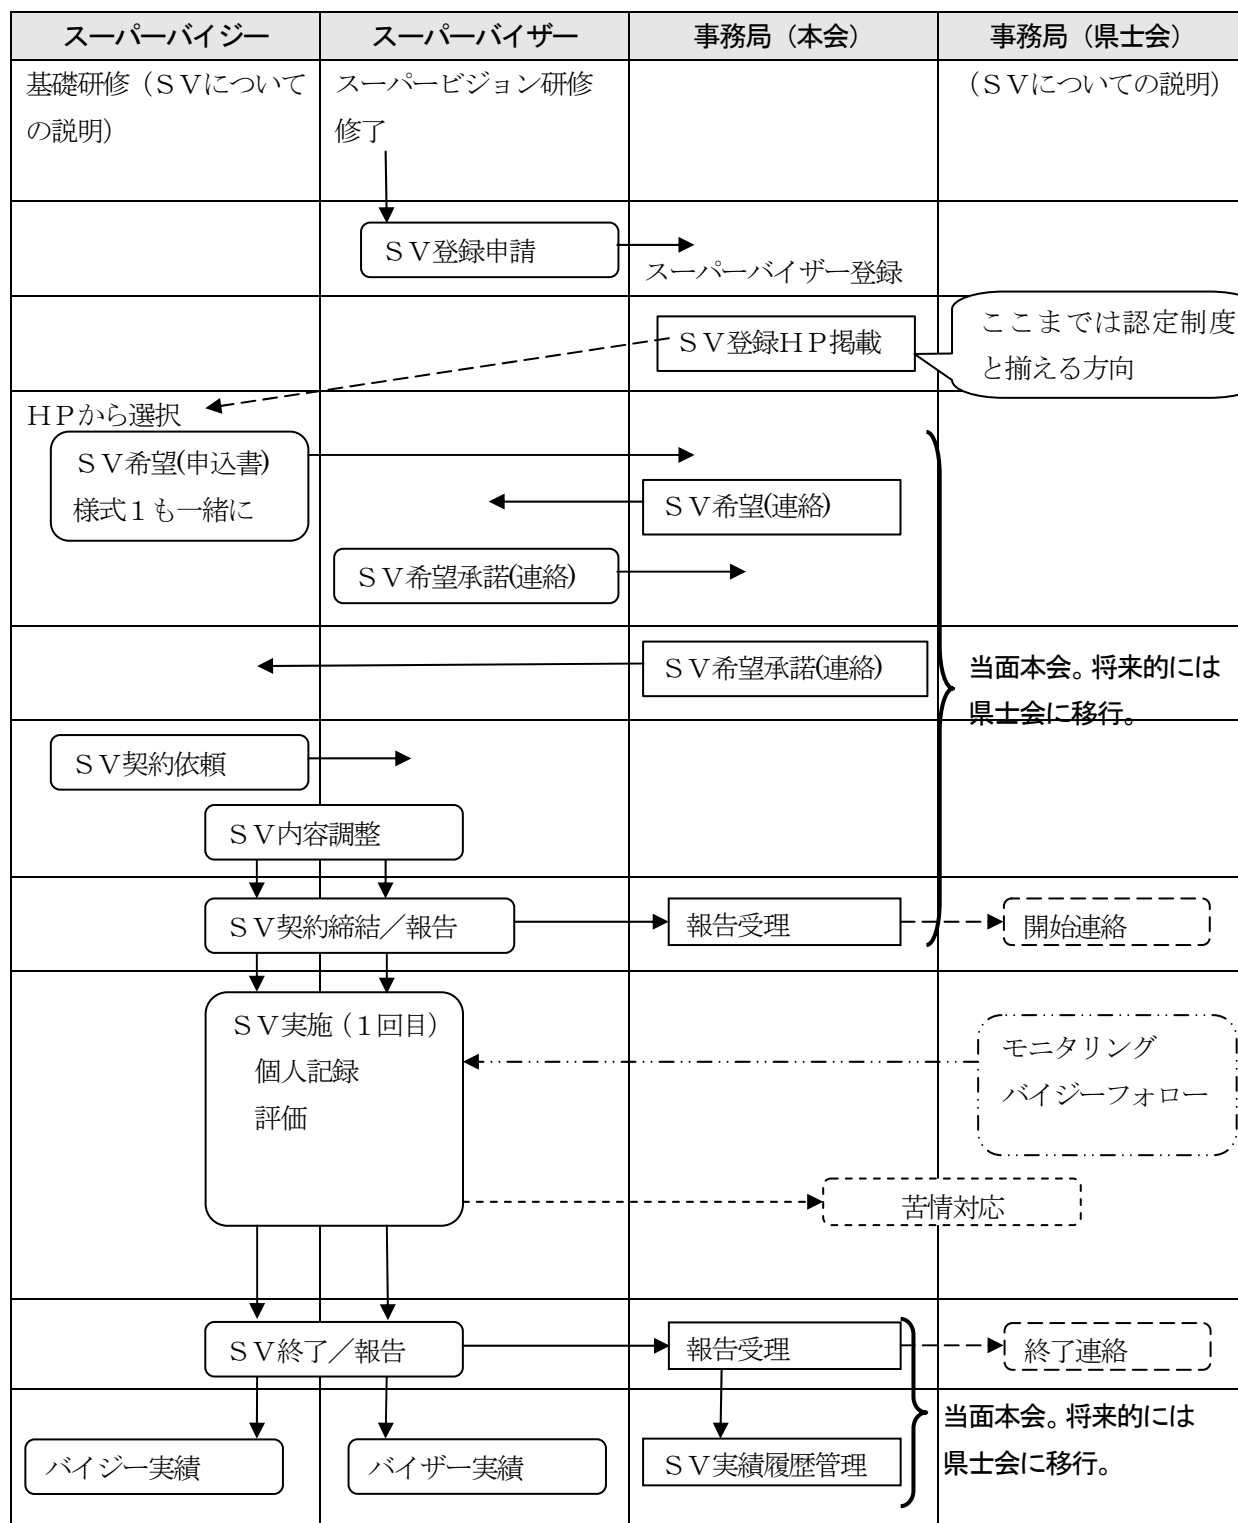 スーパーバイジー
スーパーバイザー
事務局（本会）
事務局（県士会）
基礎研修（ＳＶについて
の説明）
スーパービジョン研修
修了
（ＳＶについての説明）
ＳＶ登録申請
スーパーバイザー登録
ＳＶ登録ＨＰ掲載
ここまでは認定制度
と揃える方向
ＨＰから選択
ＳＶ希望(申込書)
様式１も一緒に
ＳＶ希望(連絡)
ＳＶ希望承諾(連絡)
ＳＶ希望承諾(連絡)
当面本会。将来的には
県士会に移行。
ＳＶ契約依頼
ＳＶ内容調整
ＳＶ契約締結／報告
報告受理
開始連絡
ＳＶ実施（１回目）
個人記録
評価
モニタリング
バイジーフォロー
苦情対応
ＳＶ終了／報告
報告受理
終了連絡
当面本会。将来的には
県士会に移行。
バイジー実績
バイザー実績
ＳＶ実績履歴管理